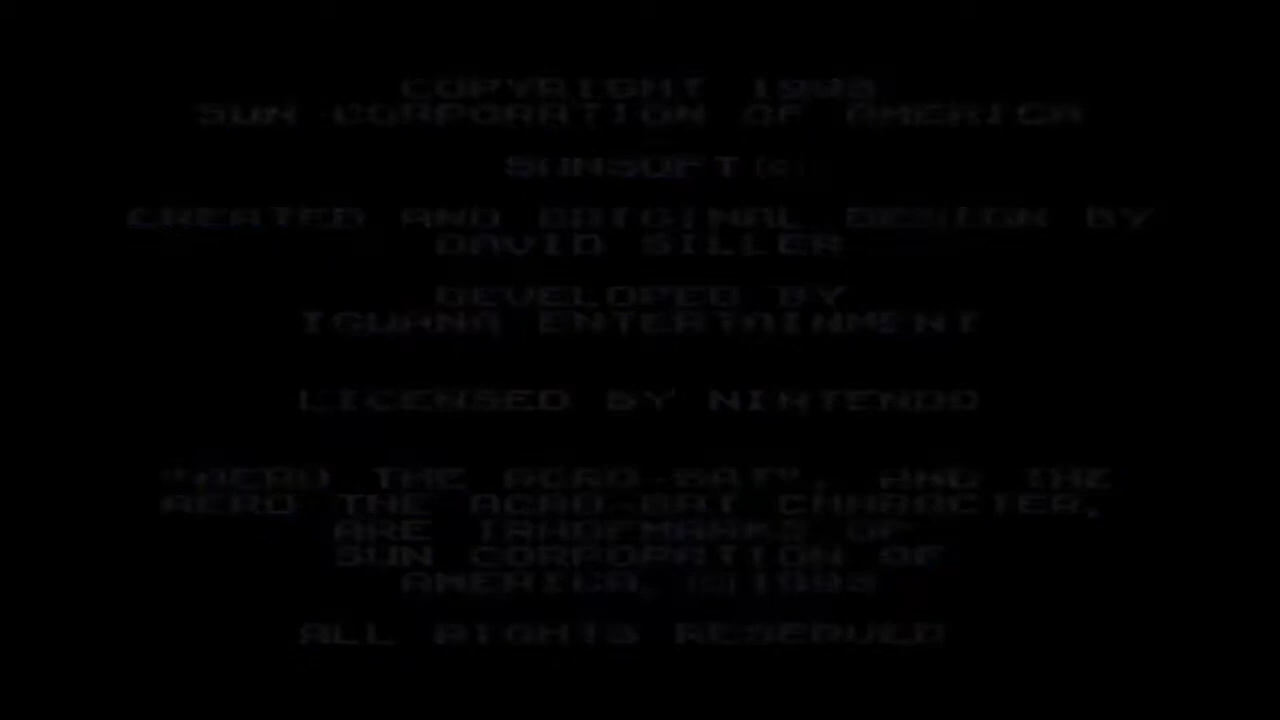 COPYRIGHT 1993
SUN CORPORATION OF AMERICA
SUNSOFT(R)
CREATED AND ORIGINAL DESIGN BY
DAVID SILLER
DEVELOPED BY
IGUANA ENTERTAINMENT
LICENSED BY NINTENDO
"AERO THE ACRO-BAT", AND THE
AERO THE ACRO-BAT CHARACTER,
ARE TRADEMARKS OF
SUN CORPORATION OF
AMERICA, (C)1993
ALL RIGHTS RESERVED